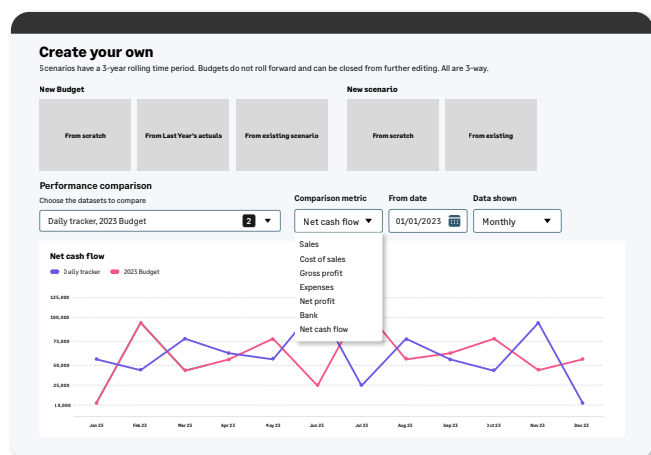 Create your own
Scenarios have a 3-year rolling time period. Budgets do not roll forward and can be closed from further editing. All are 3-way.
New Budget
New scenario
From scratch
From Last Year's actuals
From existing scenario
From scratch
From existing
Performance comparison
Choose the datasets to compare
Comparison metric
From date
Data shown
Daily tracker, 2023 Budget
2
Net cash flow
01/01/2023
Monthly
Sales
Cost of sales
Gross profit
Expenses
Net profit
Bank
Net cash flow
Net cash flow
Daily tracker
2023 Budget
125,000
100,000
75,000
50,000
25,000
10,000
Jan 23
Feb 23
Mar 23
Apr 23
May 23
Jun 23
Jul 23
Aug 23
Sep 23
Oct 23
Nov 23
Dec 23